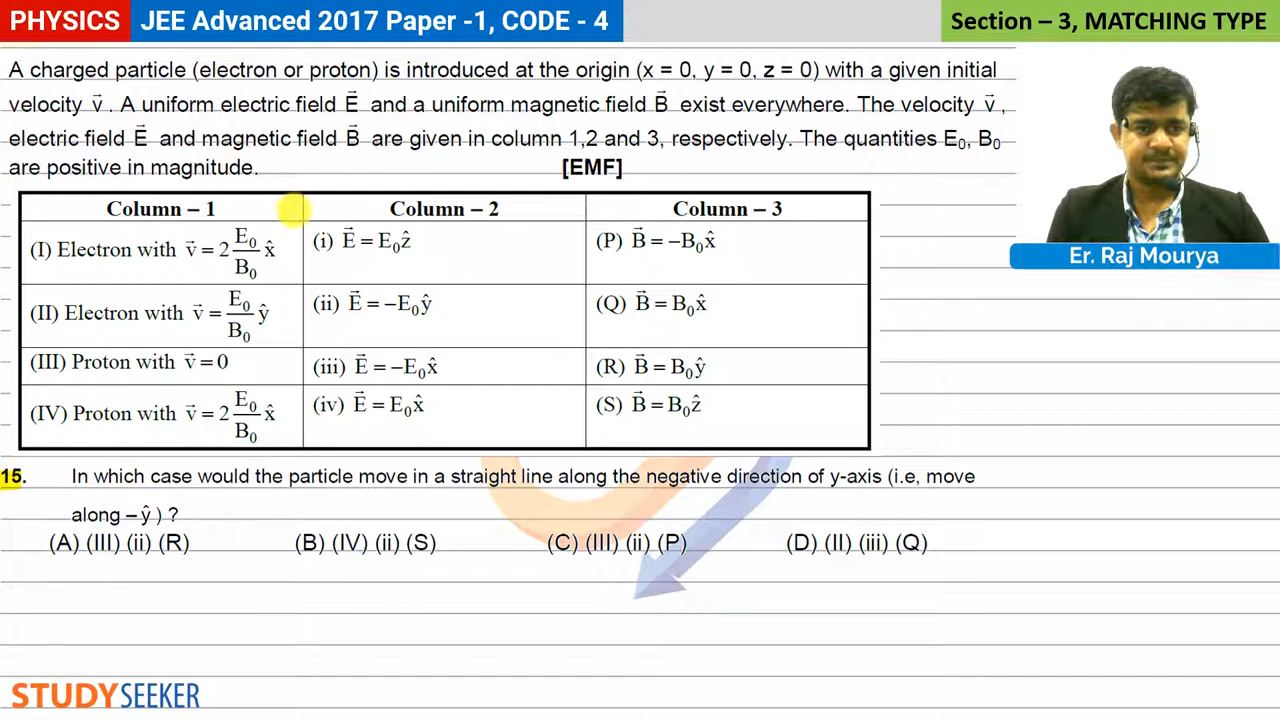 PHYSICS JEE Advanced 2017 Paper -1, CODE - 4 Section – 3, MATCHING TYPE
A charged particle (electron or proton) is introduced at the origin (x = 0, y = 0, z = 0) with a given initial
velocity v⃗ . A uniform electric field E⃗ and a uniform magnetic field B⃗ exist everywhere. The velocity v⃗ ,
electric field E⃗ and magnetic field B⃗ are given in column 1,2 and 3, respectively. The quantities E₀, B₀
are positive in magnitude. [EMF]
Er. Raj Mourya
Column – 1 Column – 2 Column – 3
(I) Electron with v⃗ = 2 E₀/B₀ x̂ (i) E⃗ = E₀ẑ (P) B⃗ = −B₀x̂
(II) Electron with v⃗ = E₀/B₀ ŷ (ii) E⃗ = −E₀ŷ (Q) B⃗ = B₀x̂
(III) Proton with v⃗ = 0 (iii) E⃗ = −E₀x̂ (R) B⃗ = B₀ŷ
(IV) Proton with v⃗ = 2 E₀/B₀ x̂ (iv) E⃗ = E₀x̂ (S) B⃗ = B₀ẑ
15. In which case would the particle move in a straight line along the negative direction of y-axis (i.e, move
along – ŷ ) ?
(A) (III) (ii) (R) (B) (IV) (ii) (S) (C) (III) (ii) (P) (D) (II) (iii) (Q)
STUDYSEEKER